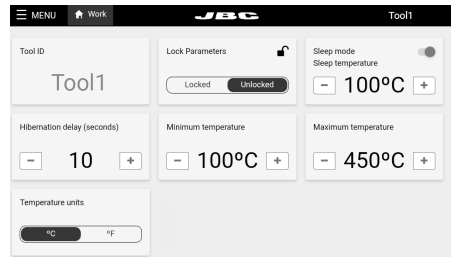 MENU Work JBC Tool1
Tool ID
Tool1
Lock Parameters
Locked Unlocked
Sleep mode
Sleep temperature
- 100ºC +
Hibernation delay (seconds)
- 10 +
Minimum temperature
- 100ºC +
Maximum temperature
- 450ºC +
Temperature units
ºC ºF